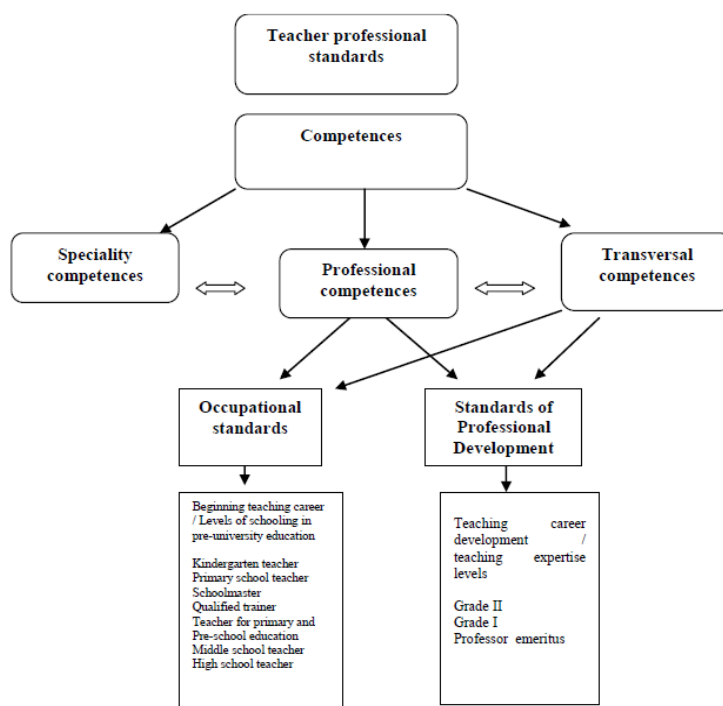 Teacher professional
standards
Competences
Speciality
competences
Professional
competences
Transversal
competences
Occupational
standards
Standards of
Professional
Development
Beginning teaching career
/ Levels of schooling in
pre-university education
Kindergarten teacher
Primary school teacher
Schoolmaster
Qualified trainer
Teacher for primary and
Pre-school education
Middle school teacher
High school teacher
Teaching career
development /
teaching expertise
levels
Grade II
Grade I
Professor emeritus